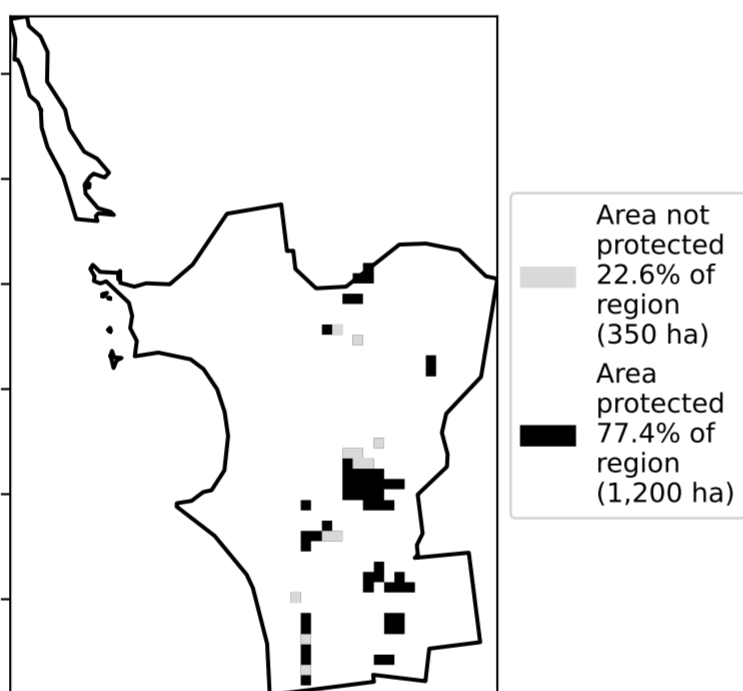 Area not
protected
22.6% of
region
(350 ha)
Area
protected
77.4% of
region
(1,200 ha)